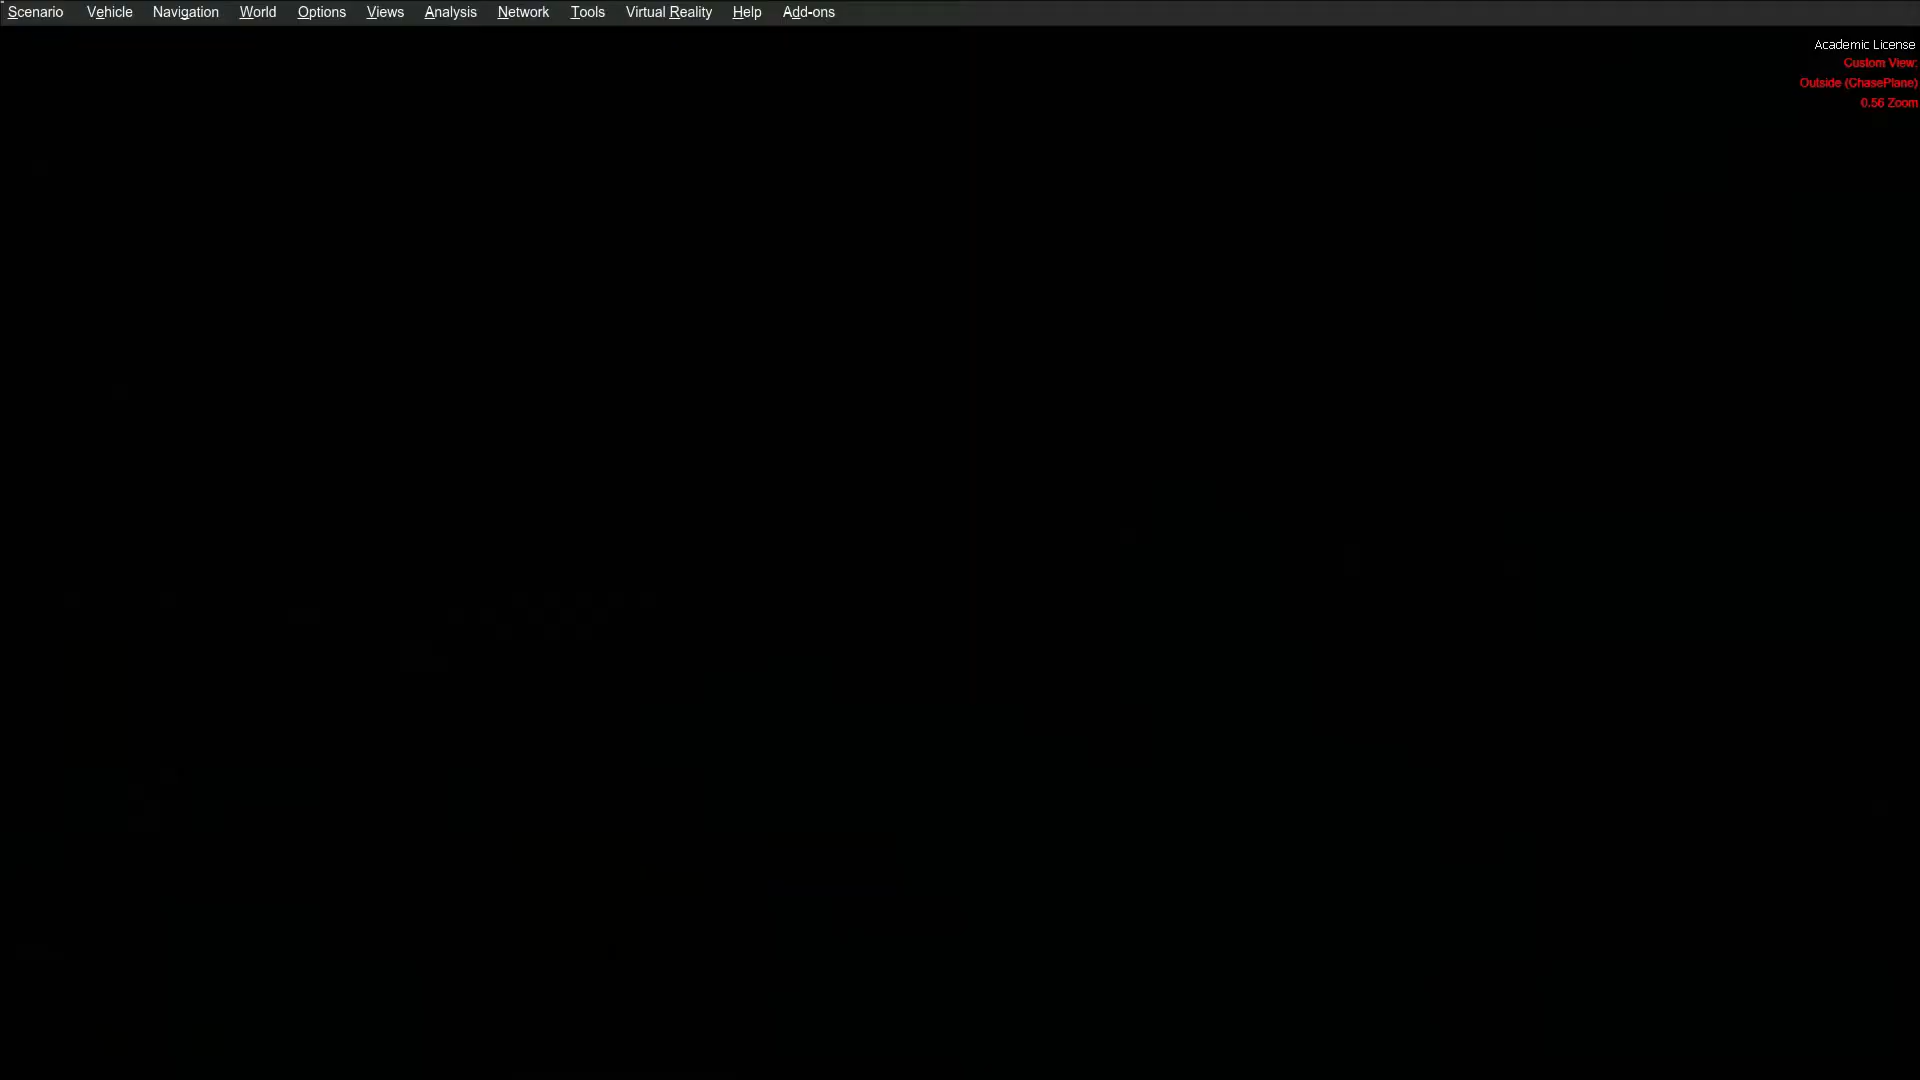 Scenario Vehicle Navigation World Options Views Analysis Network Tools Virtual Reality Help Add-ons
Academic License
Custom View:
Outside (ChasePlane)
0.56 Zoom